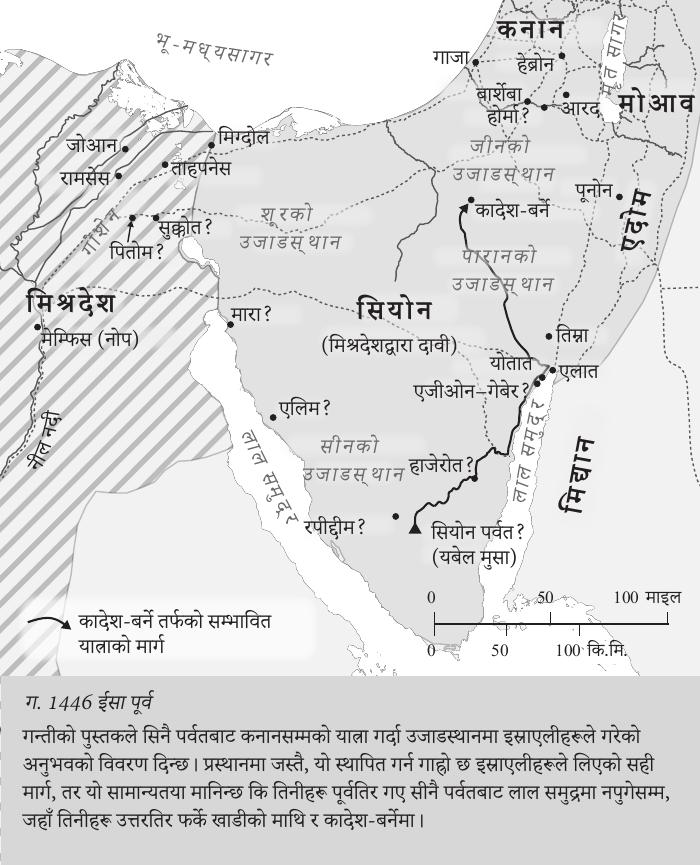 भू-मध्यसागर
कनान
गाजा
हेब्रोन
मृत सागर
बार्शेबा
होर्मा?
आरद
मोआव
जोआन
मिग्दोल
रामसेस
ताहपनेस
जीनको
उजाडस्थान
पूनोन
गोशेन
पितोम?
सुक्कोत?
शूरको
उजाडस्थान
कादेश-बर्ने
एदोम
पारानको
उजाडस्थान
मिश्रदेश
मेम्फिस (नोप)
मारा?
सियोन
(मिश्रदेशद्वारा दावी)
तिम्ना
योतात
एलात
एजीओन–गेबेर?
नील नदी
एलिम?
लाल समुद्र
सीनको
उजाडस्थान
हाजेरोत?
लाल समुद्र
मिद्यान
रपीद्दीम?
सियोन पर्वत?
(यबेल मुसा)
0 50 100 माइल
0 50 100 कि.मि.
कादेश-बर्ने तर्फको सम्भावित
यात्राको मार्ग
ग. 1446 ईसा पूर्व
गन्तीको पुस्तकले सिनै पर्वतबाट कनानसम्मको यात्रा गर्दा उजाडस्थानमा इस्राएलीहरूले गरेको
अनुभवको विवरण दिन्छ। प्रस्थानमा जस्तै, यो स्थापित गर्न गाह्रो छ इस्राएलीहरूले लिएको सही
मार्ग, तर यो सामान्यतया मानिन्छ कि तिनीहरू पूर्वतिर गए सीनै पर्वतबाट लाल समुद्रमा नपुगेसम्म,
जहाँ तिनीहरू उत्तरतिर फर्के खाडीको माथि र कादेश-बर्नेमा।